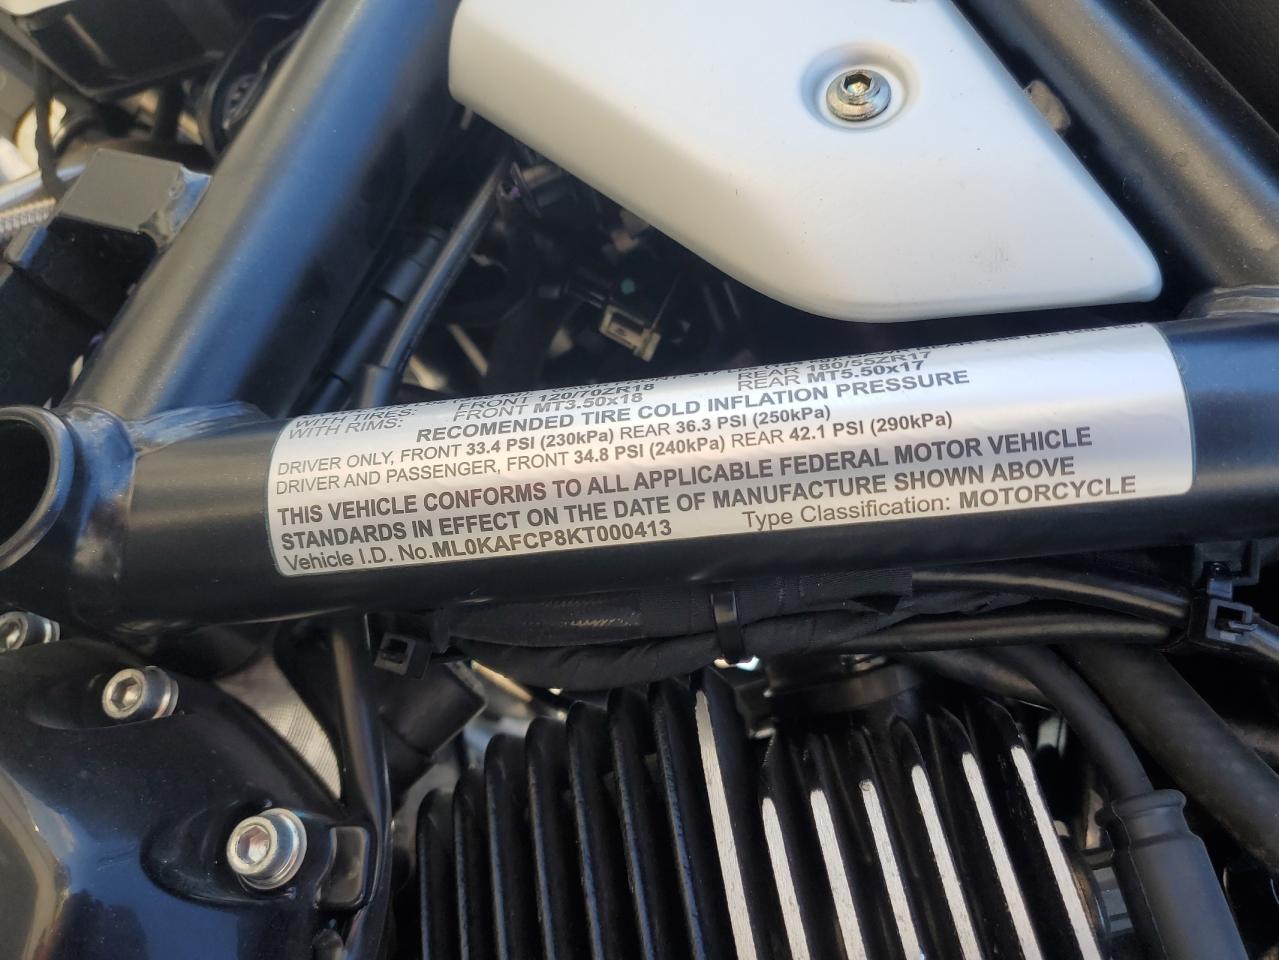 REAR 180/55ZR17
WITH TIRES: FRONT 120/70ZR18 REAR MT5.50x17
WITH RIMS: FRONT MT3.50x18
RECOMENDED TIRE COLD INFLATION PRESSURE
DRIVER ONLY, FRONT 33.4 PSI (230kPa) REAR 36.3 PSI (250kPa)
DRIVER AND PASSENGER, FRONT 34.8 PSI (240kPa) REAR 42.1 PSI (290kPa)
THIS VEHICLE CONFORMS TO ALL APPLICABLE FEDERAL MOTOR VEHICLE
STANDARDS IN EFFECT ON THE DATE OF MANUFACTURE SHOWN ABOVE
Vehicle I.D. No.ML0KAFCP8KT000413 Type Classification: MOTORCYCLE